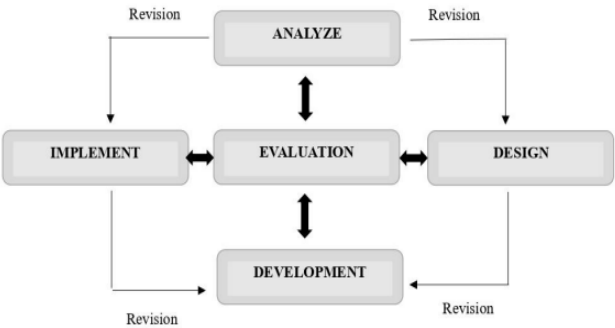 Revision
Revision
ANALYZE
IMPLEMENT
EVALUATION
DESIGN
DEVELOPMENT
Revision
Revision